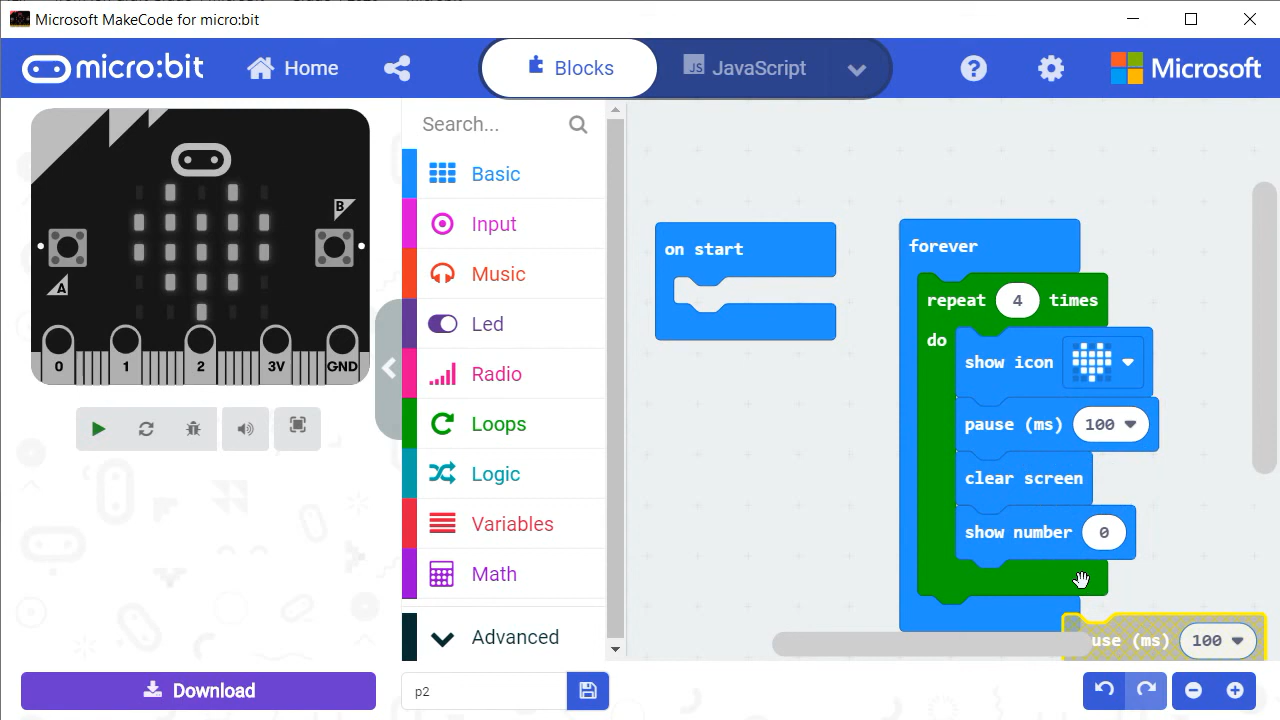 Microsoft MakeCode for micro:bit
micro:bit
Home
Blocks
JS JavaScript
?
Microsoft
A
B
0 1 2 3V GND
Download
Search...
Basic
Input
Music
Led
Radio
Loops
Logic
Variables
Math
Advanced
p2
on start
forever
repeat 4 times
do
show icon
pause (ms) 100
clear screen
show number 0
(ms) 100